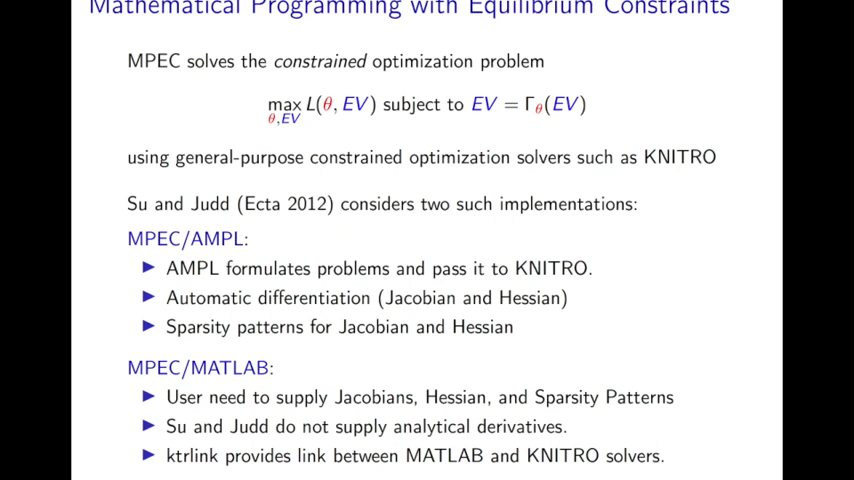 Mathematical Programming with Equilibrium Constraints
MPEC solves the constrained optimization problem
max L(θ, EV) subject to EV = Γθ(EV)
θ,EV
using general-purpose constrained optimization solvers such as KNITRO
Su and Judd (Ecta 2012) considers two such implementations:
MPEC/AMPL:
▶ AMPL formulates problems and pass it to KNITRO.
▶ Automatic differentiation (Jacobian and Hessian)
▶ Sparsity patterns for Jacobian and Hessian
MPEC/MATLAB:
▶ User need to supply Jacobians, Hessian, and Sparsity Patterns
▶ Su and Judd do not supply analytical derivatives.
▶ ktrlink provides link between MATLAB and KNITRO solvers.